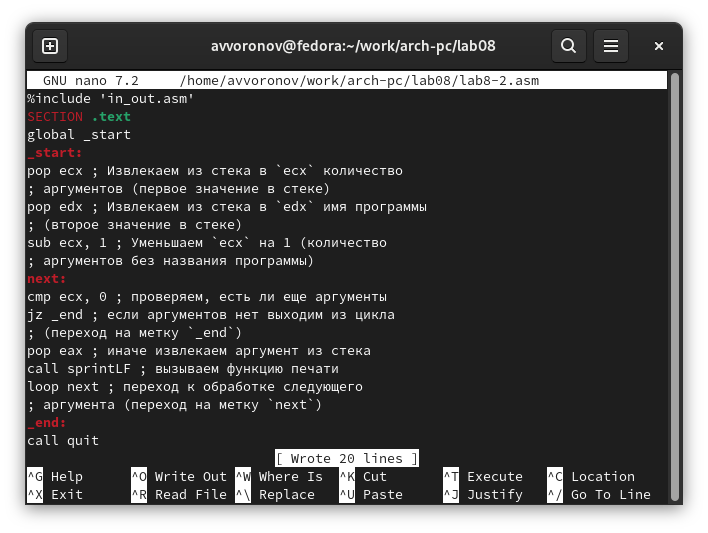 avvoronov@fedora:~/work/arch-pc/lab08
GNU nano 7.2 /home/avvoronov/work/arch-pc/lab08/lab8-2.asm
%include 'in_out.asm'
SECTION .text
global _start
_start:
pop ecx ; Извлекаем из стека в `ecx` количество
; аргументов (первое значение в стеке)
pop edx ; Извлекаем из стека в `edx` имя программы
; (второе значение в стеке)
sub ecx, 1 ; Уменьшаем `ecx` на 1 (количество
; аргументов без названия программы)
next:
cmp ecx, 0 ; проверяем, есть ли еще аргументы
jz _end ; если аргументов нет выходим из цикла
; (переход на метку `_end`)
pop eax ; иначе извлекаем аргумент из стека
call sprintLF ; вызываем функцию печати
loop next ; переход к обработке следующего
; аргумента (переход на метку `next`)
_end:
call quit
[ Wrote 20 lines ]
^G Help ^O Write Out ^W Where Is ^K Cut ^T Execute ^C Location
^X Exit ^R Read File ^\ Replace ^U Paste ^J Justify ^/ Go To Line